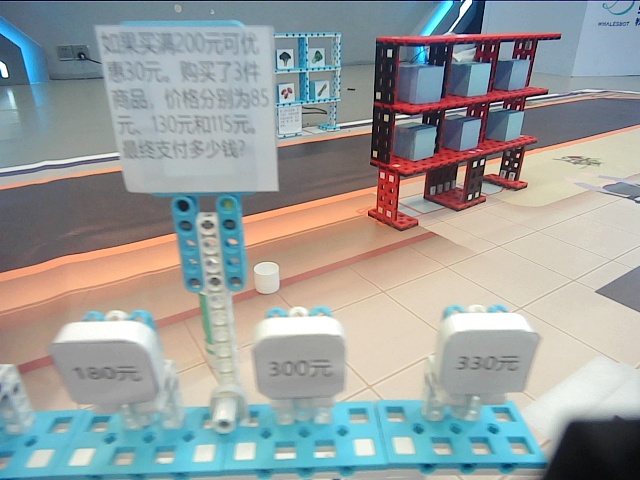 如果买满200元可优
惠30元。购买了3件
商品，价格分别为85
元、130元和115元。
最终支付多少钱?
180元
300元
330元
WHALESBOT